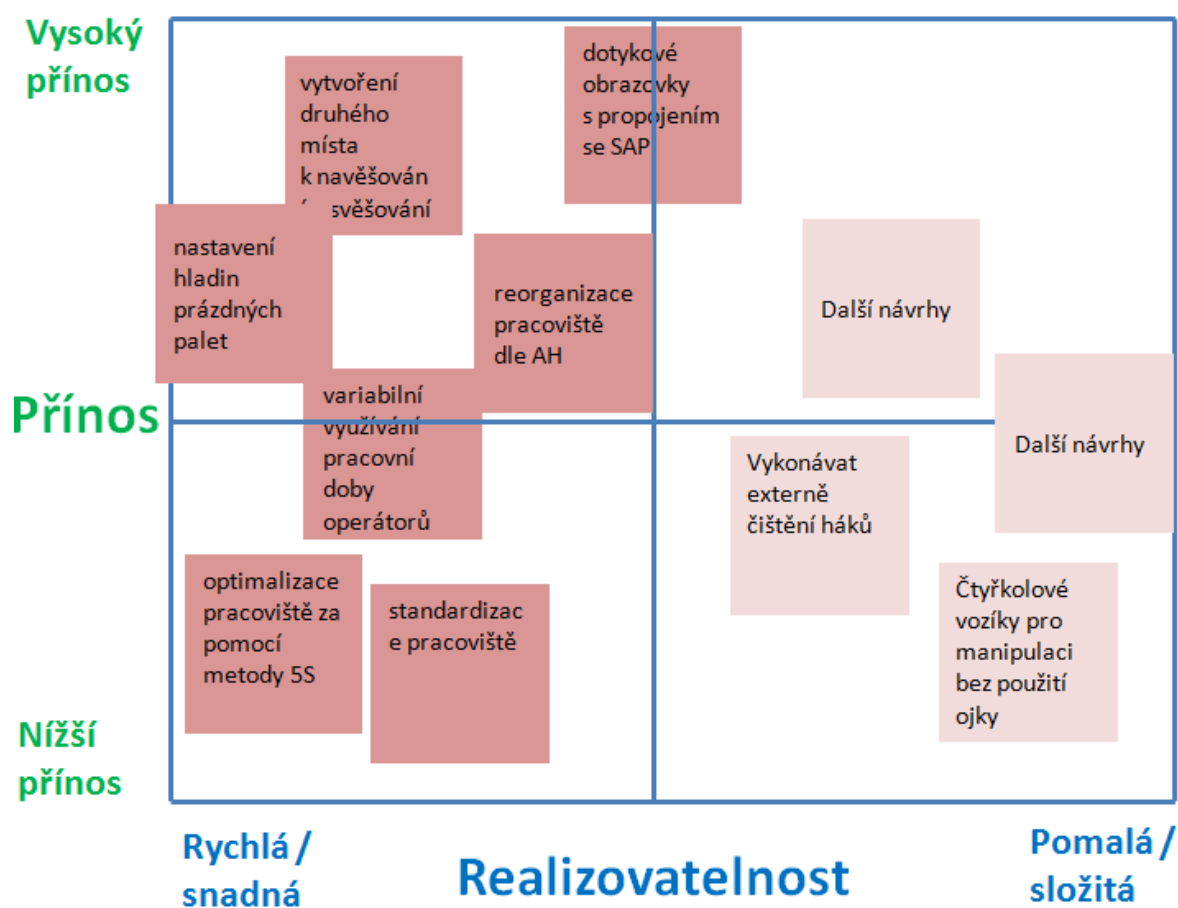 Vysoký
přínos
vytvoření
druhého
místa
k navěšován
svěšování
dotykové
obrazovky
s propojením
se SAP
nastavení
hladin
prázdných
palet
reorganizace
pracoviště
dle AH
Další návrhy
Přínos
variabilní
využívání
pracovní
doby
operátorů
Vykonávat
externě
čištění háků
Další návrhy
optimalizace
pracoviště za
pomocí
metody 5S
standardizac
e pracoviště
Čtyřkolové
vozíky pro
manipulaci
bez použití
ojky
Nížší
přínos
Rychlá /
snadná
Realizovatelnost
Pomalá /
složitá